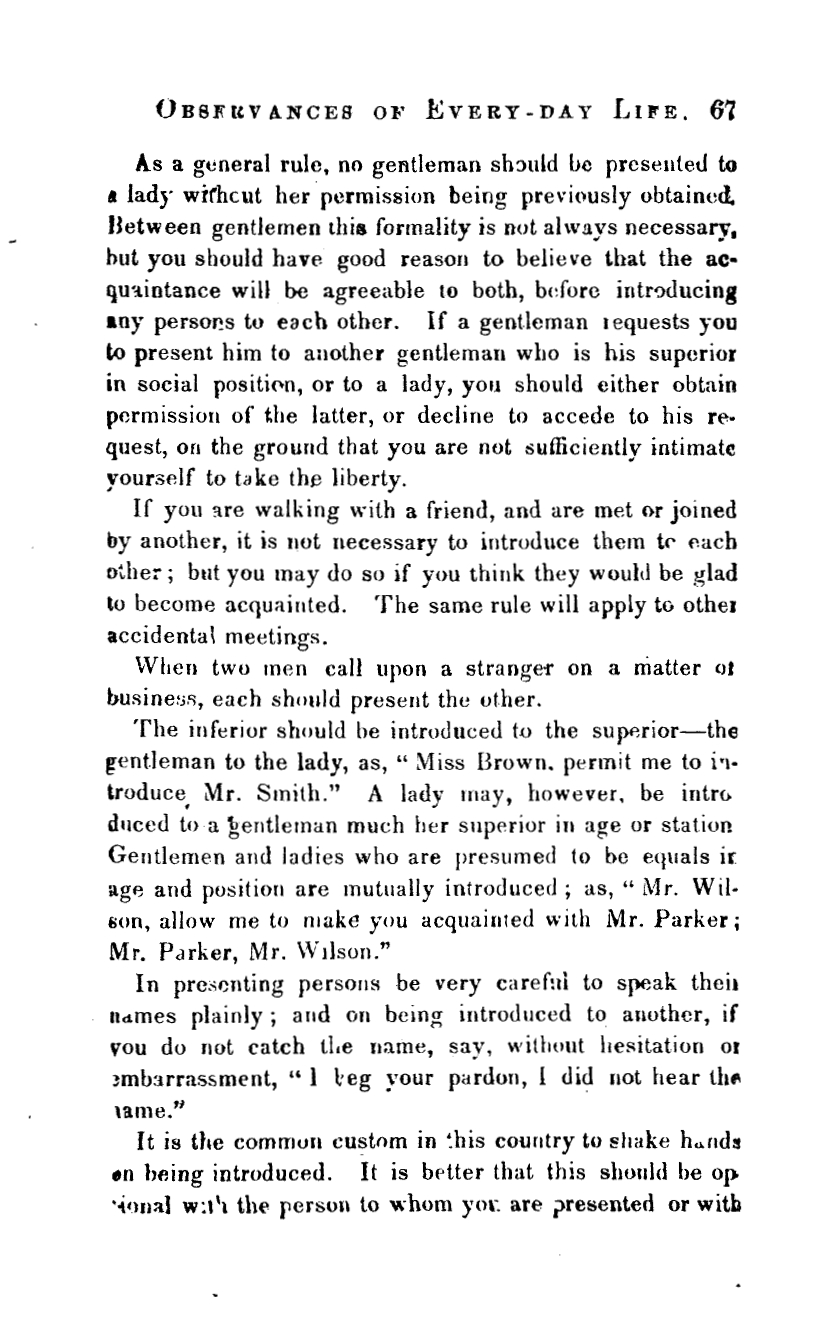 OBSERVANCES OF EVERY-DAY LIFE. 67
As a general rule, no gentleman should be presented to
a lady without her permission being previously obtained.
Between gentlemen this formality is not always necessary,
but you should have good reason to believe that the ac-
quaintance will be agreeable to both, before introducing
any persons to each other. If a gentleman requests you
to present him to another gentleman who is his superior
in social position, or to a lady, you should either obtain
permission of the latter, or decline to accede to his re-
quest, on the ground that you are not sufficiently intimate
yourself to take the liberty.
If you are walking with a friend, and are met or joined
by another, it is not necessary to introduce them to each
other; but you may do so if you think they would be glad
to become acquainted. The same rule will apply to other
accidental meetings.
When two men call upon a stranger on a matter of
business, each should present the other.
The inferior should be introduced to the superior—the
gentleman to the lady, as, “Miss Brown, permit me to in-
troduce Mr. Smith.” A lady may, however, be intro
duced to a gentleman much her superior in age or station
Gentlemen and ladies who are presumed to be equals in
age and position are mutually introduced; as, “Mr. Wil-
son, allow me to make you acquainted with Mr. Parker;
Mr. Parker, Mr. Wilson.”
In presenting persons be very careful to speak their
names plainly; and on being introduced to another, if
you do not catch the name, say, without hesitation or
embarrassment, “I beg your pardon, I did not hear the
name.”
It is the common custom in this country to shake hands
on being introduced. It is better that this should be op
tional with the person to whom you are presented or with